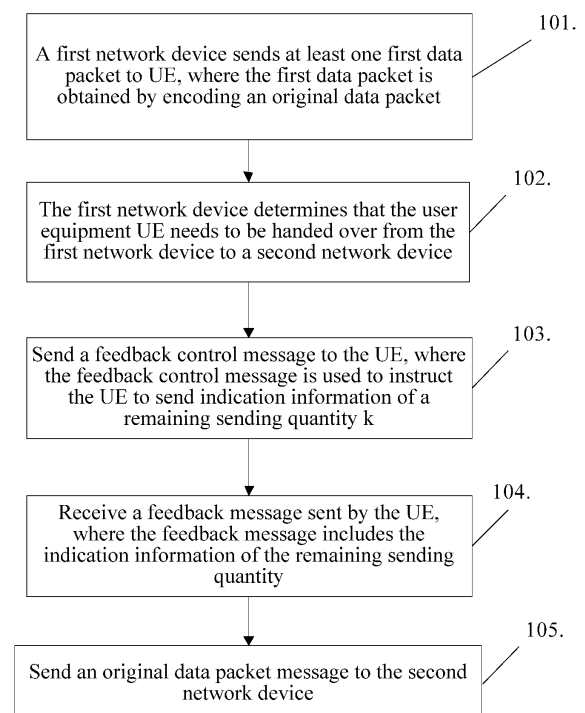 101.
A first network device sends at least one first data
packet to UE, where the first data packet is
obtained by encoding an original data packet
102.
The first network device determines that the user
equipment UE needs to be handed over from the
first network device to a second network device
103.
Send a feedback control message to the UE, where
the feedback control message is used to instruct
the UE to send indication information of a
remaining sending quantity k
104.
Receive a feedback message sent by the UE,
where the feedback message includes the
indication information of the remaining sending
quantity
105.
Send an original data packet message to the second
network device